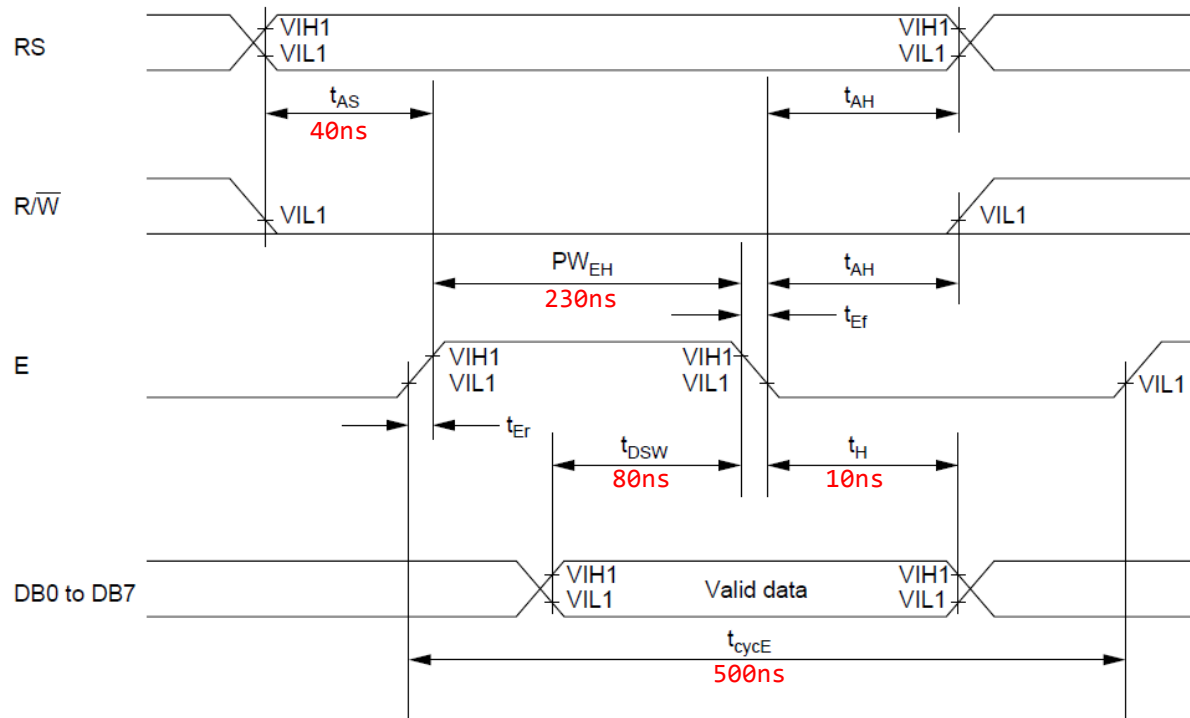 RS
VIH1
VIL1
VIH1
VIL1
tAS
40ns
tAH
R/W̅
VIL1
VIL1
PWEH
230ns
tAH
tEf
E
VIH1
VIL1
VIH1
VIL1
VIL1
tEr
tDSW
80ns
tH
10ns
DB0 to DB7
VIH1
VIL1
Valid data
VIH1
VIL1
tcycE
500ns